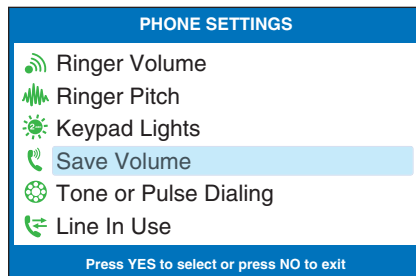 PHONE SETTINGS
Ringer Volume
Ringer Pitch
Keypad Lights
Save Volume
Tone or Pulse Dialing
Line In Use
Press YES to select or press NO to exit